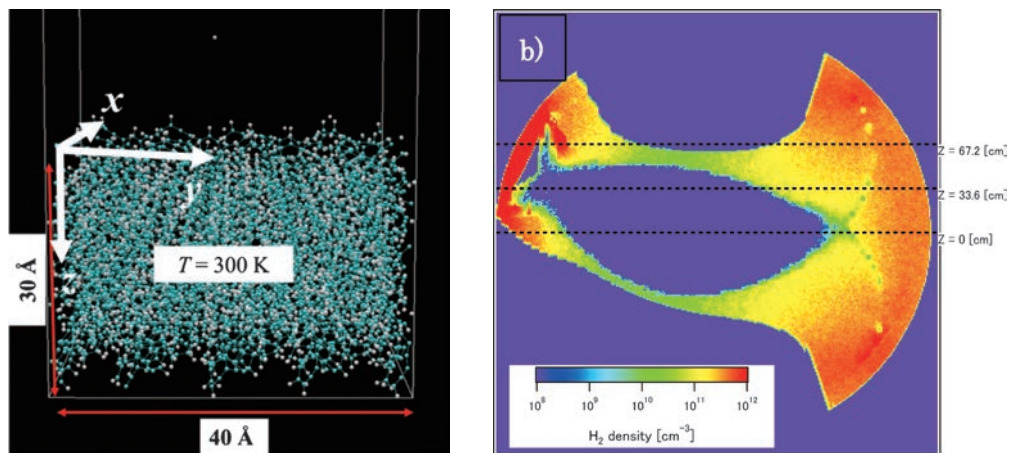 x
y
z
T = 300 K
30 Å
40 Å
b)
Z = 67.2 [cm]
Z = 33.6 [cm]
Z = 0 [cm]
10⁸ 10⁹ 10¹⁰ 10¹¹ 10¹²
H₂ density [cm⁻³]